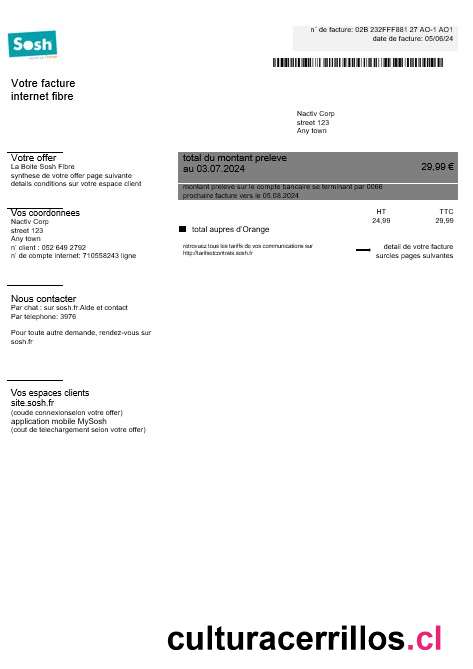 n° de facture: 02B 232FFF881 27 AO-1 AO1
date de facture: 05/06/24
Sosh
Votre facture
internet fibre
Nactiv Corp
street 123
Any town
Votre offer
La Boite Sosh Fibre
synthese de votre offer page suivante
details conditions sur votre espace client
total du montant preleve
au 03.07.2024
29,99 €
montant preleve sur le compte bancaire se terminant par 0066
prochaine facture vers le 05.08.2024
Vos coordonnees
Nactiv Corp
street 123
Any town
n° client : 052 649 2792
n° de compte internet: 710558243 ligne
HT TTC
24,99 29,99
total aupres d'Orange
retrouvez tous les tariffs de vos communications sur
http://tarifsetcontrats.sosh.fr
detail de votre facture
surcles pages suivantes
Nous contacter
Par chat : sur sosh.fr Aide et contact
Par telephone: 3976
Pour toute autre demande, rendez-vous sur
sosh.fr
Vos espaces clients
site.sosh.fr
(coude connexionselon votre offer)
application mobile MySosh
(cout de telechargement selon votre offer)
culturacerrillos.cl